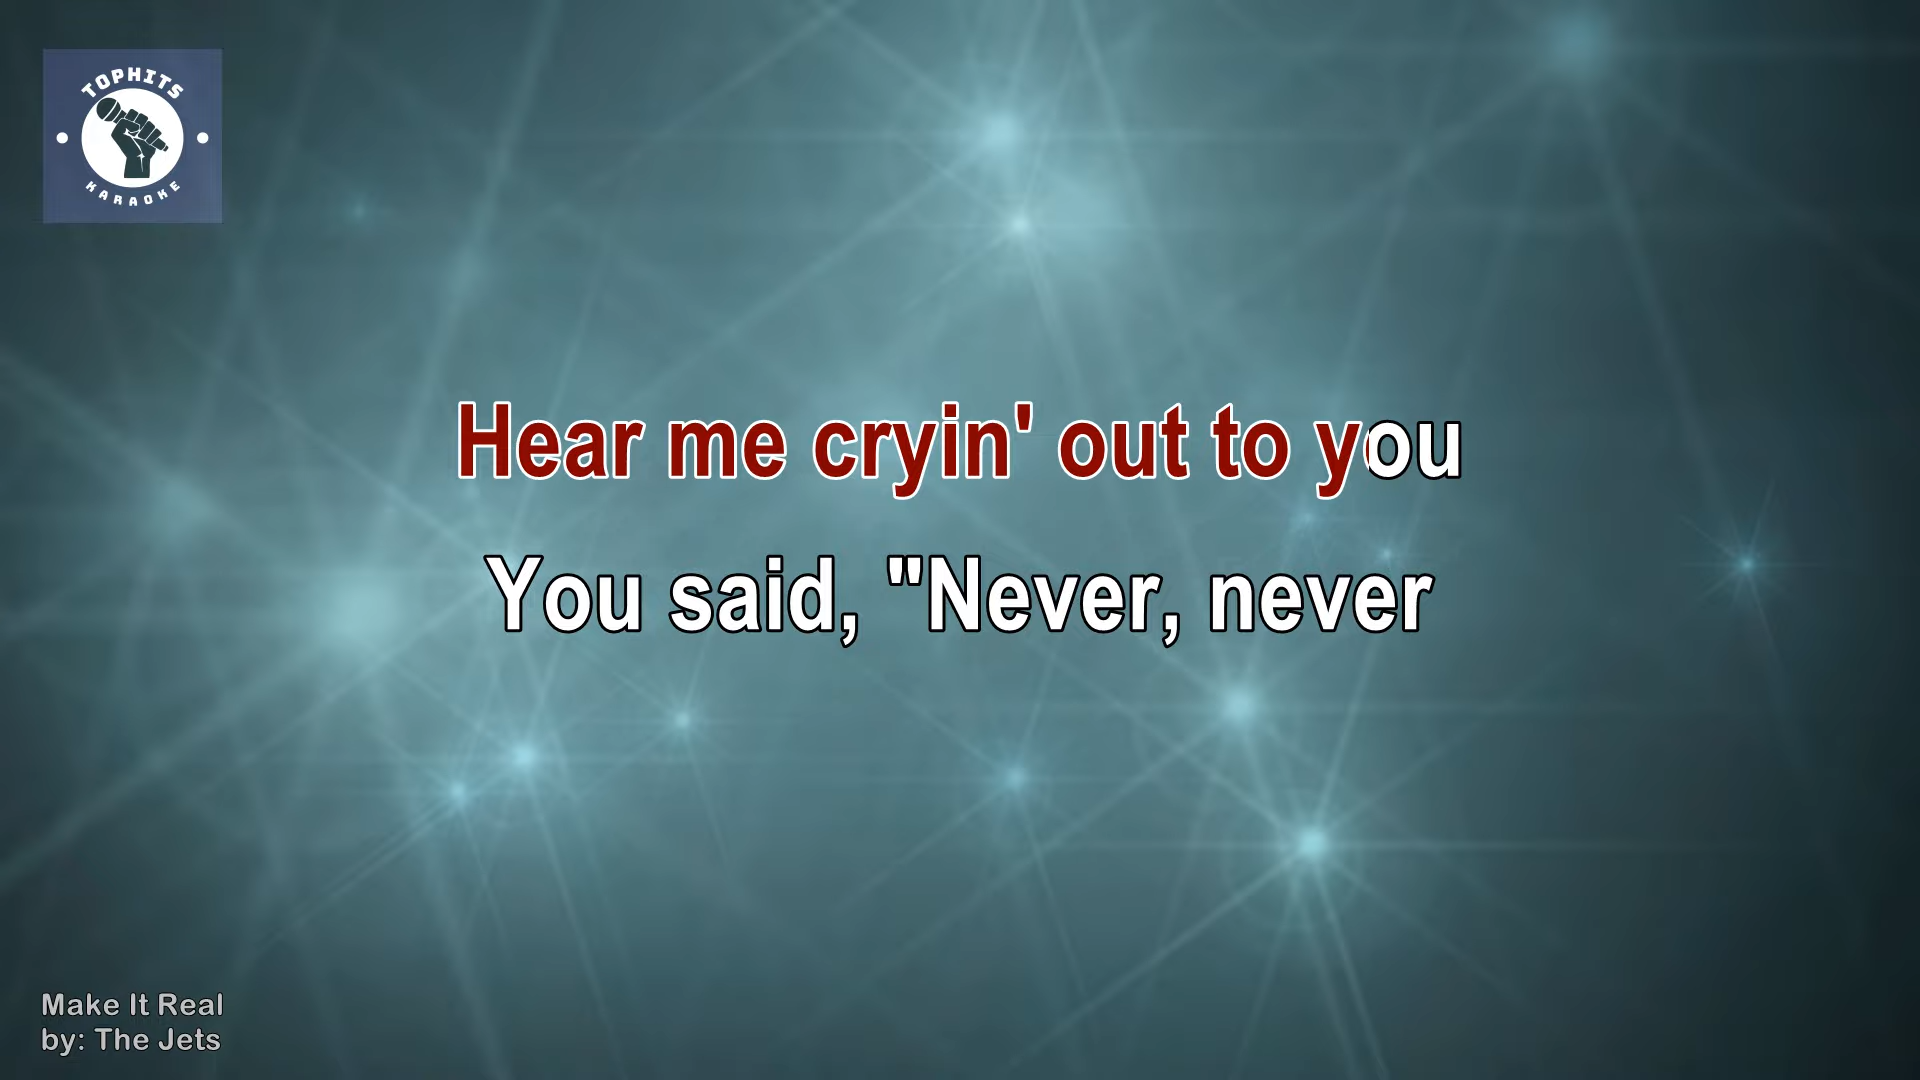 TOPHITS
KARAOKE
Hear me cryin' out to you
You said, "Never, never
Make It Real
by: The Jets